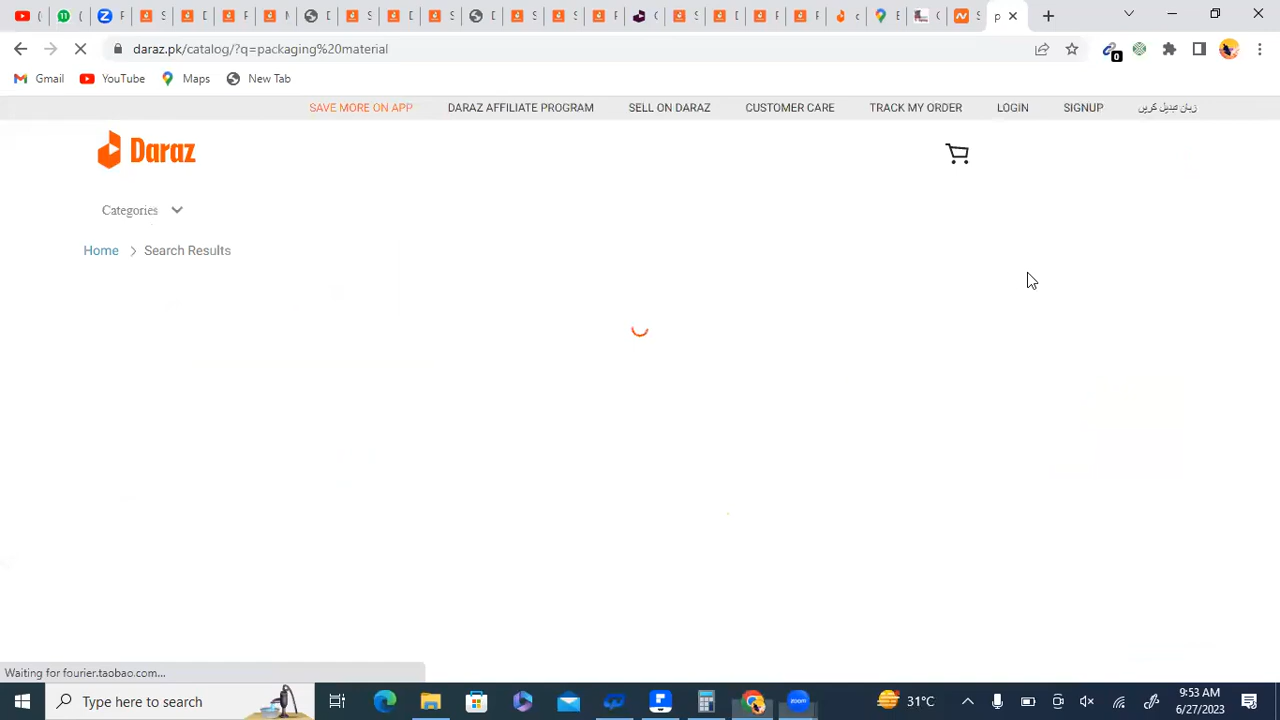 daraz.pk/catalog/?q=packaging%20material
0
Gmail YouTube Maps New Tab
SAVE MORE ON APP DARAZ AFFILIATE PROGRAM SELL ON DARAZ CUSTOMER CARE TRACK MY ORDER LOGIN SIGNUP زبان تبدیل کریں
Daraz
Categories
Home > Search Results
Waiting for fourier.taobao.com...
Type here to search
zoom
31°C
9:53 AM
6/27/2023